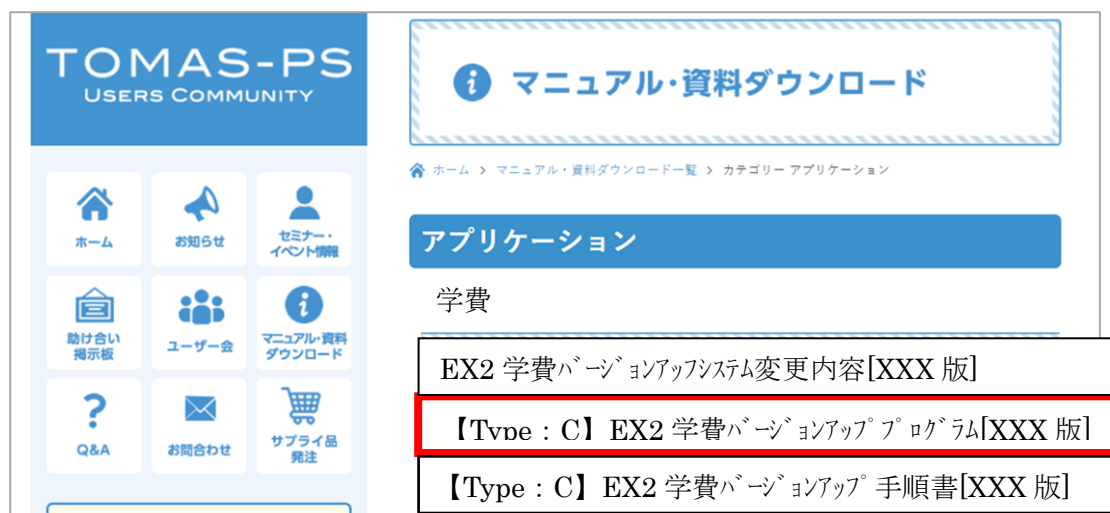 TOMAS-PS
USERS COMMUNITY
ホーム
お知らせ
セミナー・
イベント情報
助け合い
掲示板
ユーザー会
マニュアル・資料
ダウンロード
Q&A
お問合わせ
サプライ品
発注
マニュアル・資料ダウンロード
ホーム > マニュアル・資料ダウンロード一覧 > カテゴリー アプリケーション
アプリケーション
学費
EX2 学費ﾊﾞｰｼﾞｮﾝｱｯﾌﾟｼｽﾃﾑ変更内容[XXX 版]
【Type：C】EX2 学費ﾊﾞｰｼﾞｮﾝｱｯﾌﾟﾌﾟﾛｸﾞﾗﾑ[XXX 版]
【Type：C】EX2 学費ﾊﾞｰｼﾞｮﾝｱｯﾌﾟ手順書[XXX 版]